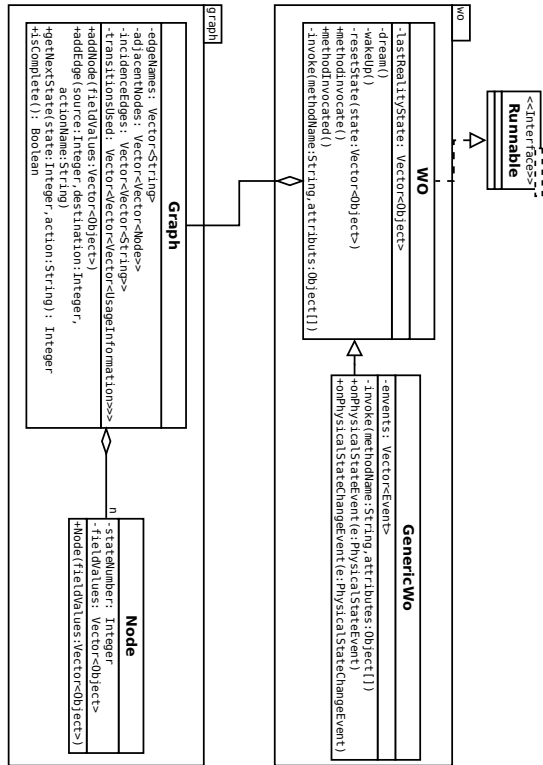 <<Interface>>
Runnable
wo
WO
-lastRealityState: Vector<Object>
-dream()
-wakeUp()
-resetState(state:Vector<Object>)
+methodinvocate()
+methodInvocated()
-invoke(methodName:String,attributs:Object[])
GenericWo
-envents: Vector<Event>
-invoke(methodName:String,attributes:Object[])
+onPhysicalStateEvent(e:PhysicalStateEvent)
+onPhysicalStateChangeEvent(e:PhysicalStateChangeEvent)
graph
Graph
-edgeNames: Vector<String>
-adjacentNodes: Vector<Vector<Node>>
-incidenceEdges: Vector<Vector<String>>
-transitionsUsed: Vector<Vector<Vector<UsageInformation>>>
+addNode(fieldValues:Vector<Object>)
+addEdge(source:Integer,destination:Integer,
actionName:String)
+getNextState(state:Integer,action:String): Integer
+isComplete(): Boolean
n
Node
-stateNumber: Integer
-fieldValues: Vector<Object>
+Node(fieldValues:Vector<Object>)